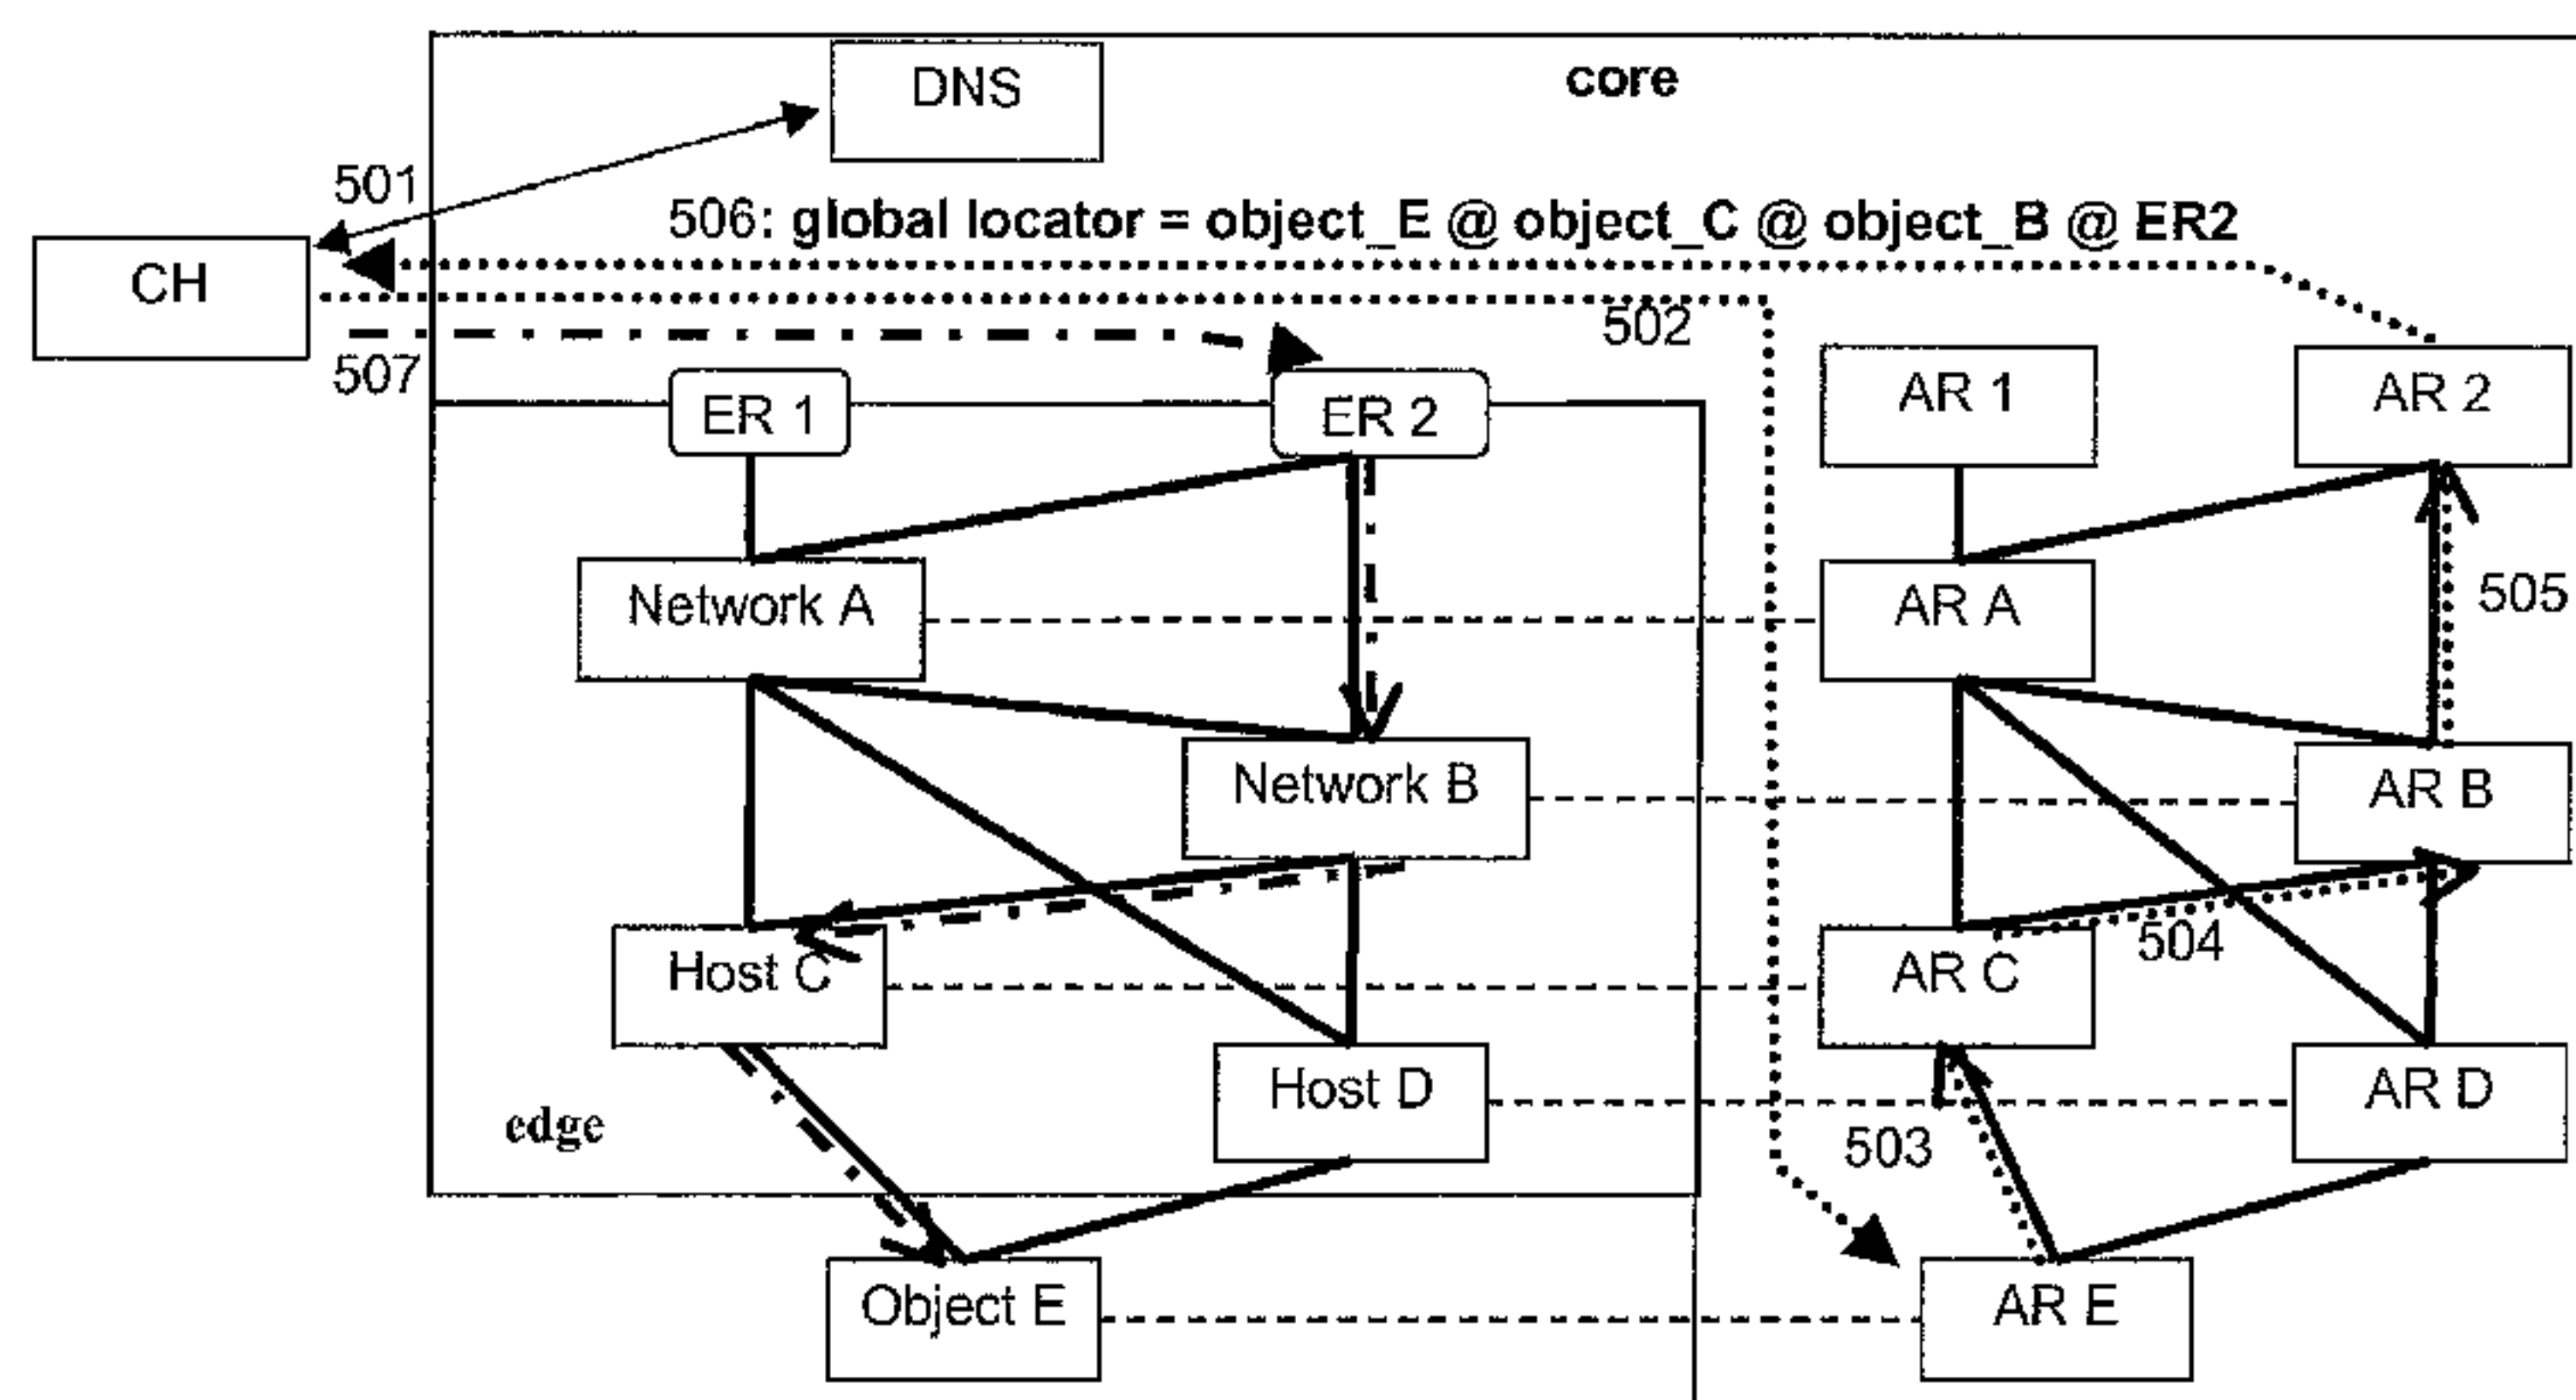 DNS
core
501
506: global locator = object_E @ object_C @ object_B @ ER2
CH
502
507
ER 1
ER 2
AR 1
AR 2
Network A
AR A
505
Network B
AR B
Host C
AR C
504
Host D
AR D
edge
503
Object E
AR E